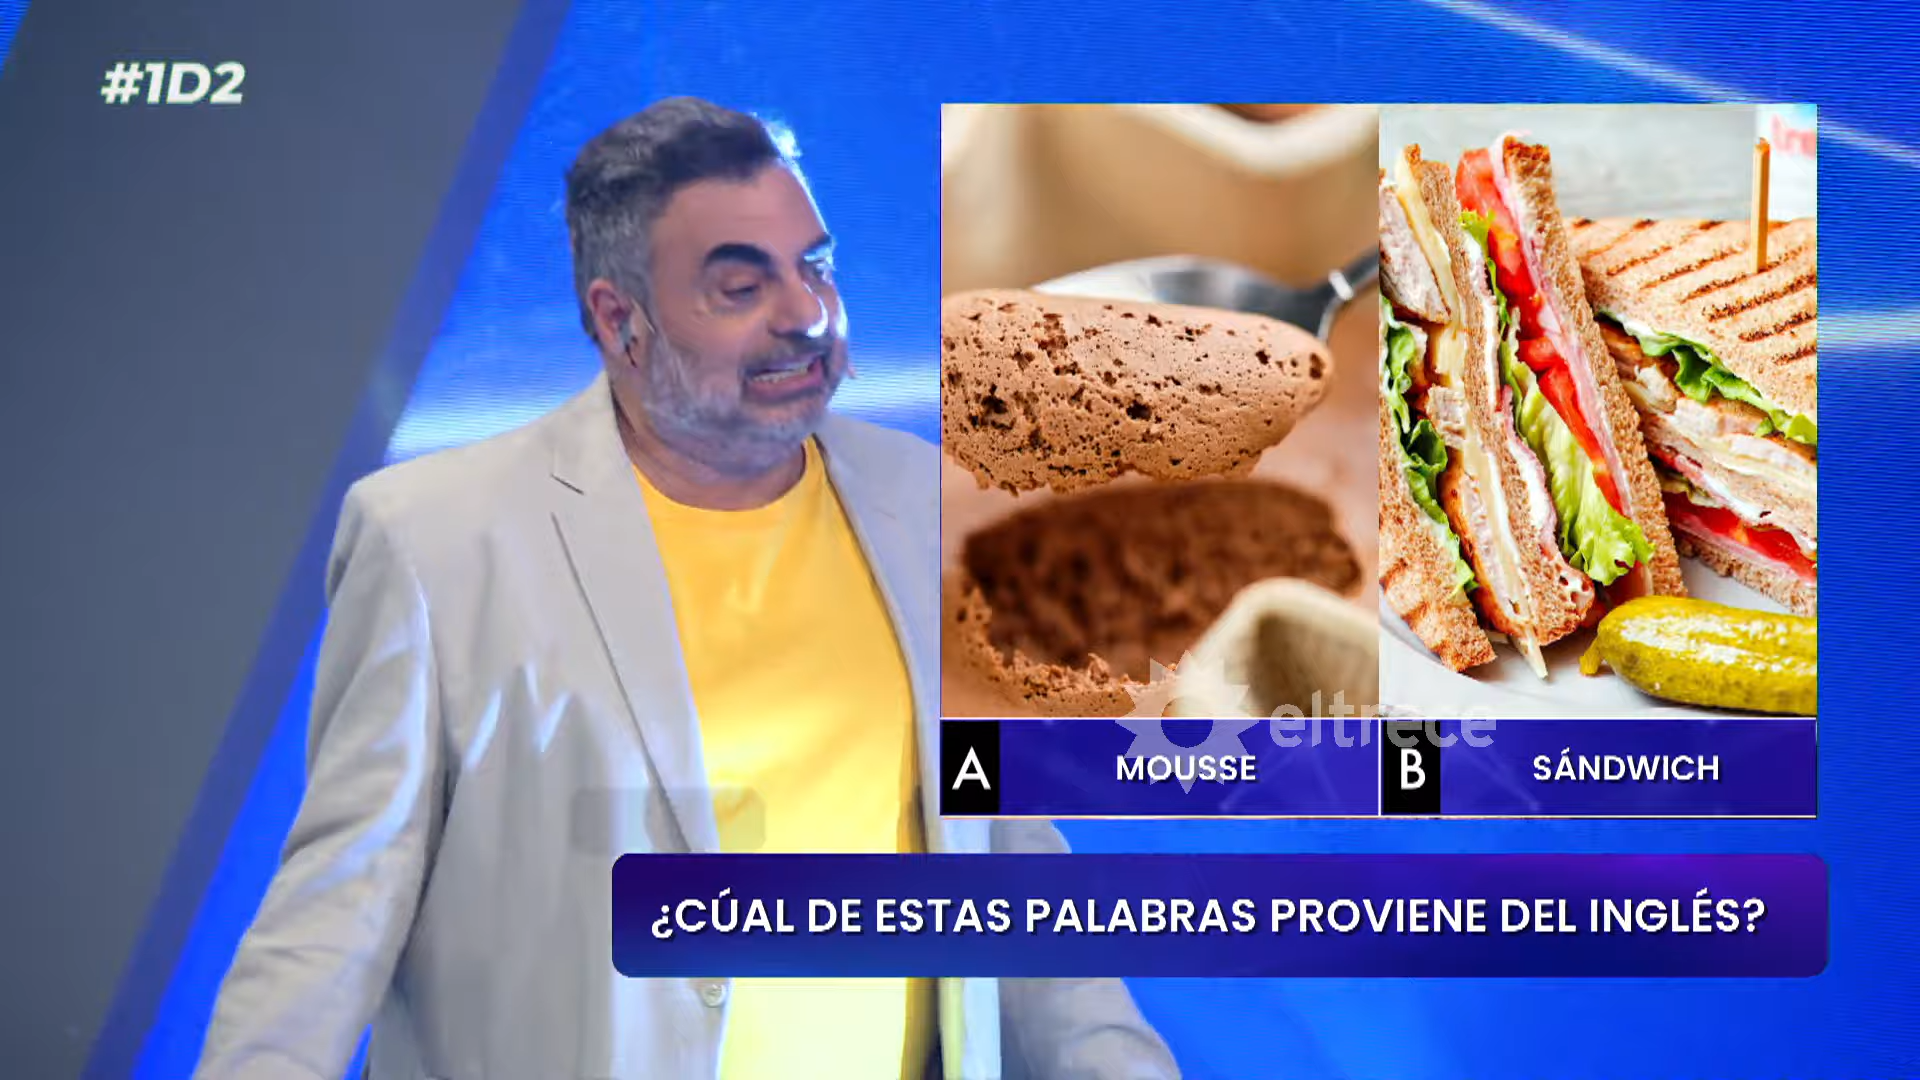 #1D2
A
MOUSSE
B
SÁNDWICH
eltrece
¿CÚAL DE ESTAS PALABRAS PROVIENE DEL INGLÉS?